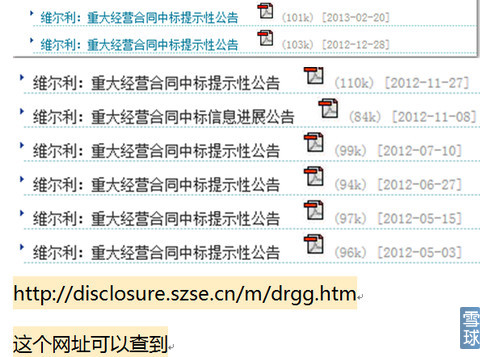 维尔利：重大经营合同中标提示性公告 (101k) [2013-02-20]
维尔利：重大经营合同中标提示性公告 (103k) [2012-12-28]
维尔利：重大经营合同中标提示性公告 (110k) [2012-11-27]
维尔利：重大经营合同中标信息进展公告 (84k) [2012-11-08]
维尔利：重大经营合同中标提示性公告 (99k) [2012-07-10]
维尔利：重大经营合同中标提示性公告 (94k) [2012-06-27]
维尔利：重大经营合同中标提示性公告 (97k) [2012-05-15]
维尔利：重大经营合同中标提示性公告 (96k) [2012-05-03]
http://disclosure.szse.cn/m/drgg.htm
这个网址可以查到
雪球